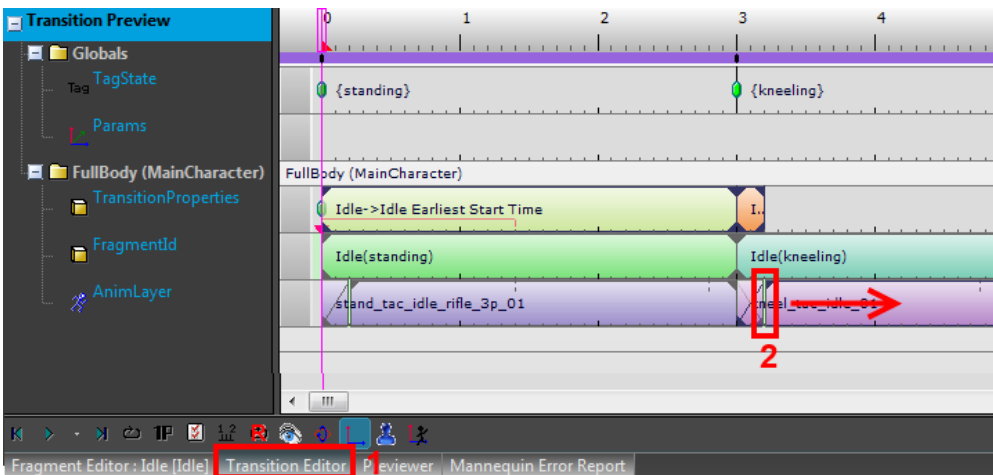 Transition Preview
0 1 2 3 4
Globals
Tag TagState
{standing} {kneeling}
Params
FullBody (MainCharacter) FullBody (MainCharacter)
TransitionProperties
Idle->Idle Earliest Start Time I..
FragmentId
Idle(standing) Idle(kneeling)
AnimLayer
stand_tac_idle_rifle_3p_01 kneel_tac_idle_01
2
1P
Fragment Editor : Idle [Idle] Transition Editor 1 Previewer Mannequin Error Report